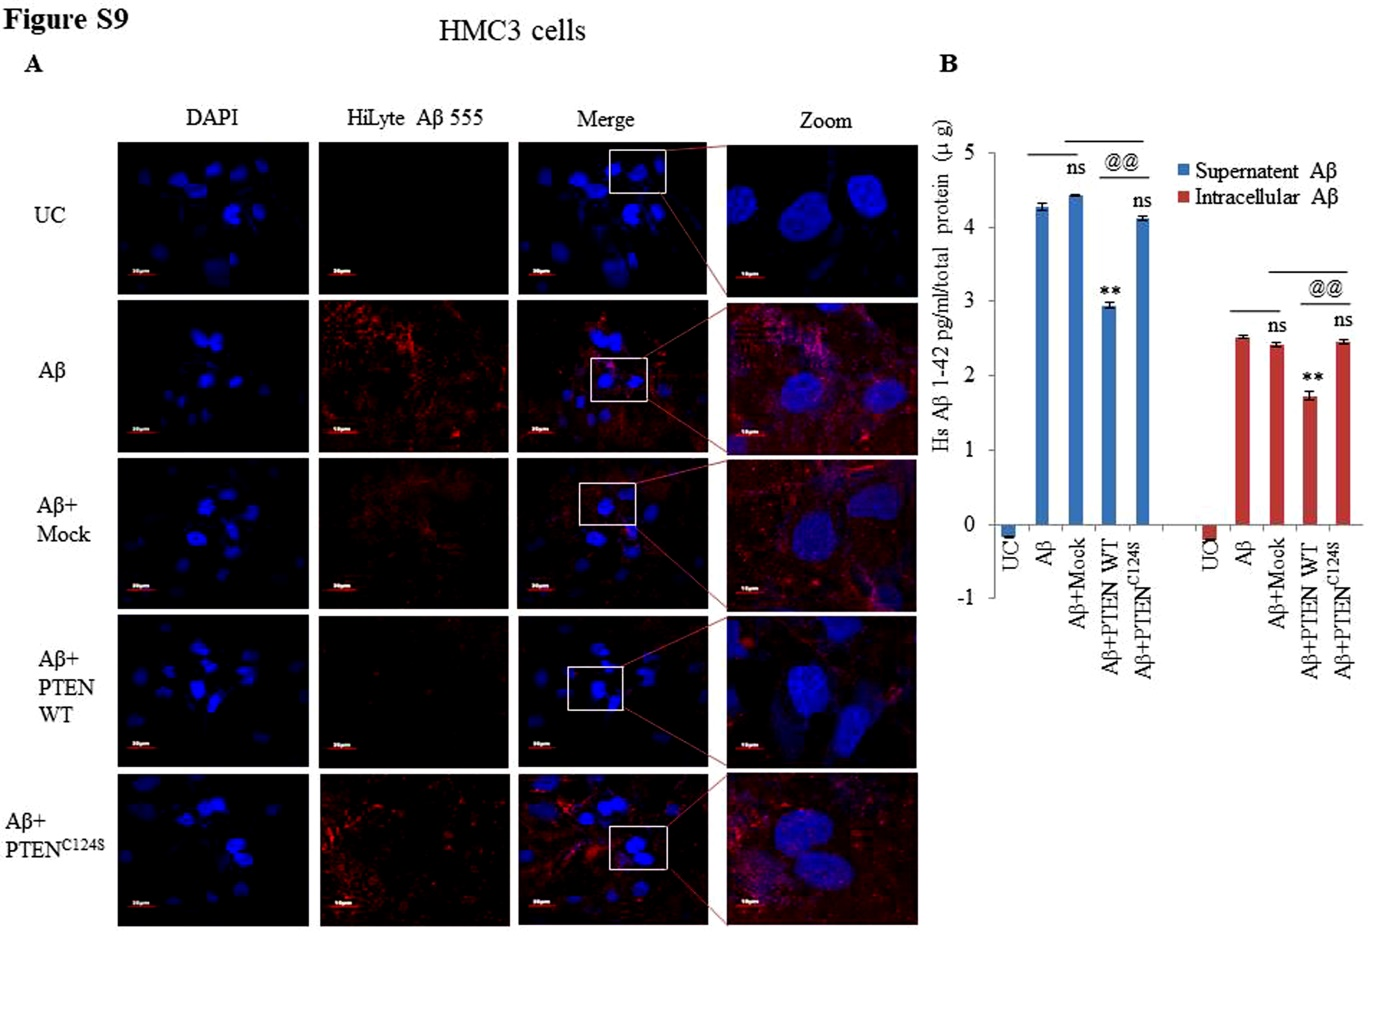 Figure S9
HMC3 cells
A
B
DAPI
HiLyte Aβ 555
Merge
Zoom
UC
Aβ
Aβ+
Mock
Aβ+
PTEN
WT
Aβ+
PTENC124S
Hs Aβ 1-42 pg/ml/total protein (μ g)
5
4
3
2
1
0
-1
ns
@@
ns
**
Supernatent Aβ
Intracellular Aβ
@@
ns
ns
**
UC
Aβ
Aβ+Mock
Aβ+PTEN WT
Aβ+PTENC124S
UC
Aβ
Aβ+Mock
Aβ+PTEN WT
Aβ+PTENC124S